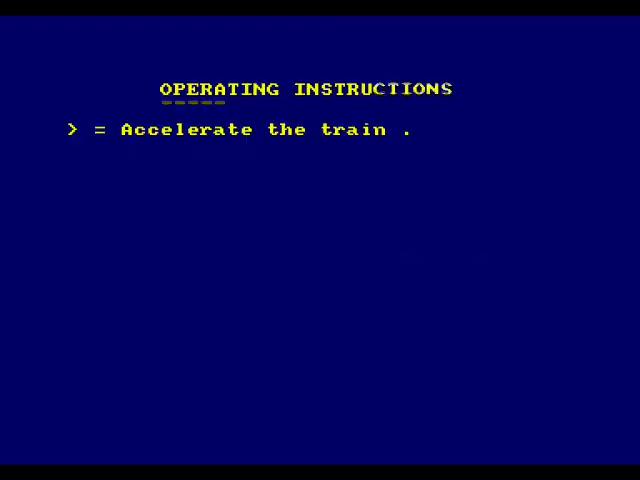 OPERATING INSTRUCTIONS
> = Accelerate the train .